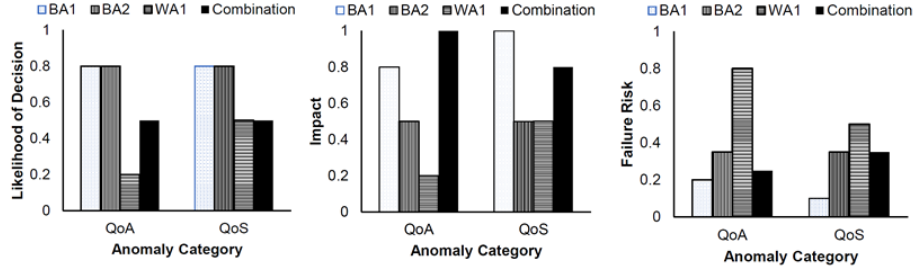 BA1 BA2 WA1 Combination
1
0.8
0.6
0.4
0.2
0
Likelihood of Decision
QoA QoS
Anomaly Category
BA1 BA2 WA1 Combination
1
0.8
0.6
0.4
0.2
0
Impact
QoA QoS
Anomaly Category
BA1 BA2 WA1 Combination
1
0.8
0.6
0.4
0.2
0
Failure Risk
QoA QoS
Anomaly Category